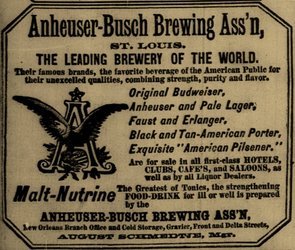 Anheuser-Busch Brewing Ass'n,
ST. LOUIS.
THE LEADING BREWERY OF THE WORLD.
Their famous brands, the favorite beverage of the American Public for
their unexcelled qualities, combining strength, purity and flavor.
Original Budweiser,
Anheuser and Pale Lager,
Faust and Erlanger,
Black and Tan-American Porter,
Exquisite "American Pilsener."
Are for sale in all first-class HOTELS,
CLUBS, CAFE'S, and SALOONS, as
well as by all Liquor Dealers.
Malt-Nutrine
The Greatest of Tonics, the strengthening
FOOD-DRINK for ill or well is prepared
by the
ANHEUSER-BUSCH BREWING ASS'N,
New Orleans Branch Office and Cold Storage, Gravier, Front and Delta Streets,
AUGUST SCHMEDTJE, Mgr.